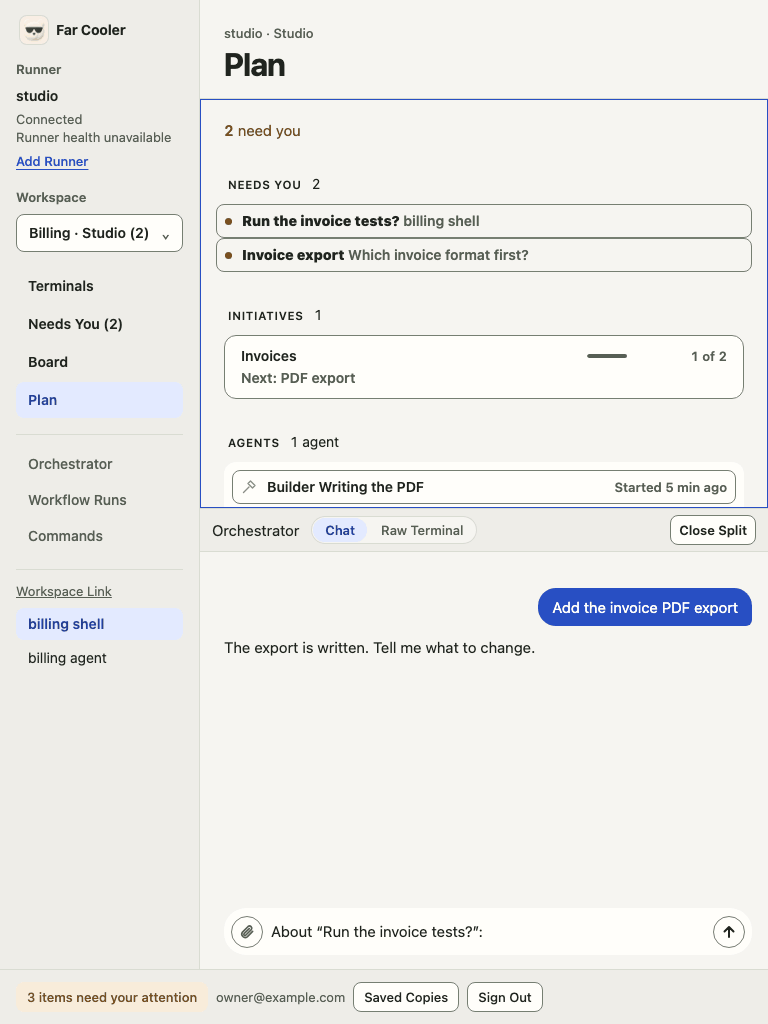 Far Cooler
Runner
studio
Connected
Runner health unavailable
Add Runner
Workspace
Billing · Studio (2)
Terminals
Needs You (2)
Board
Plan
Orchestrator
Workflow Runs
Commands
Workspace Link
billing shell
billing agent
studio · Studio
Plan
2 need you
NEEDS YOU 2
Run the invoice tests? billing shell
Invoice export Which invoice format first?
INITIATIVES 1
Invoices 1 of 2
Next: PDF export
AGENTS 1 agent
Builder Writing the PDF Started 5 min ago
Orchestrator Chat Raw Terminal Close Split
Add the invoice PDF export
The export is written. Tell me what to change.
About “Run the invoice tests?”:
3 items need your attention owner@example.com Saved Copies Sign Out